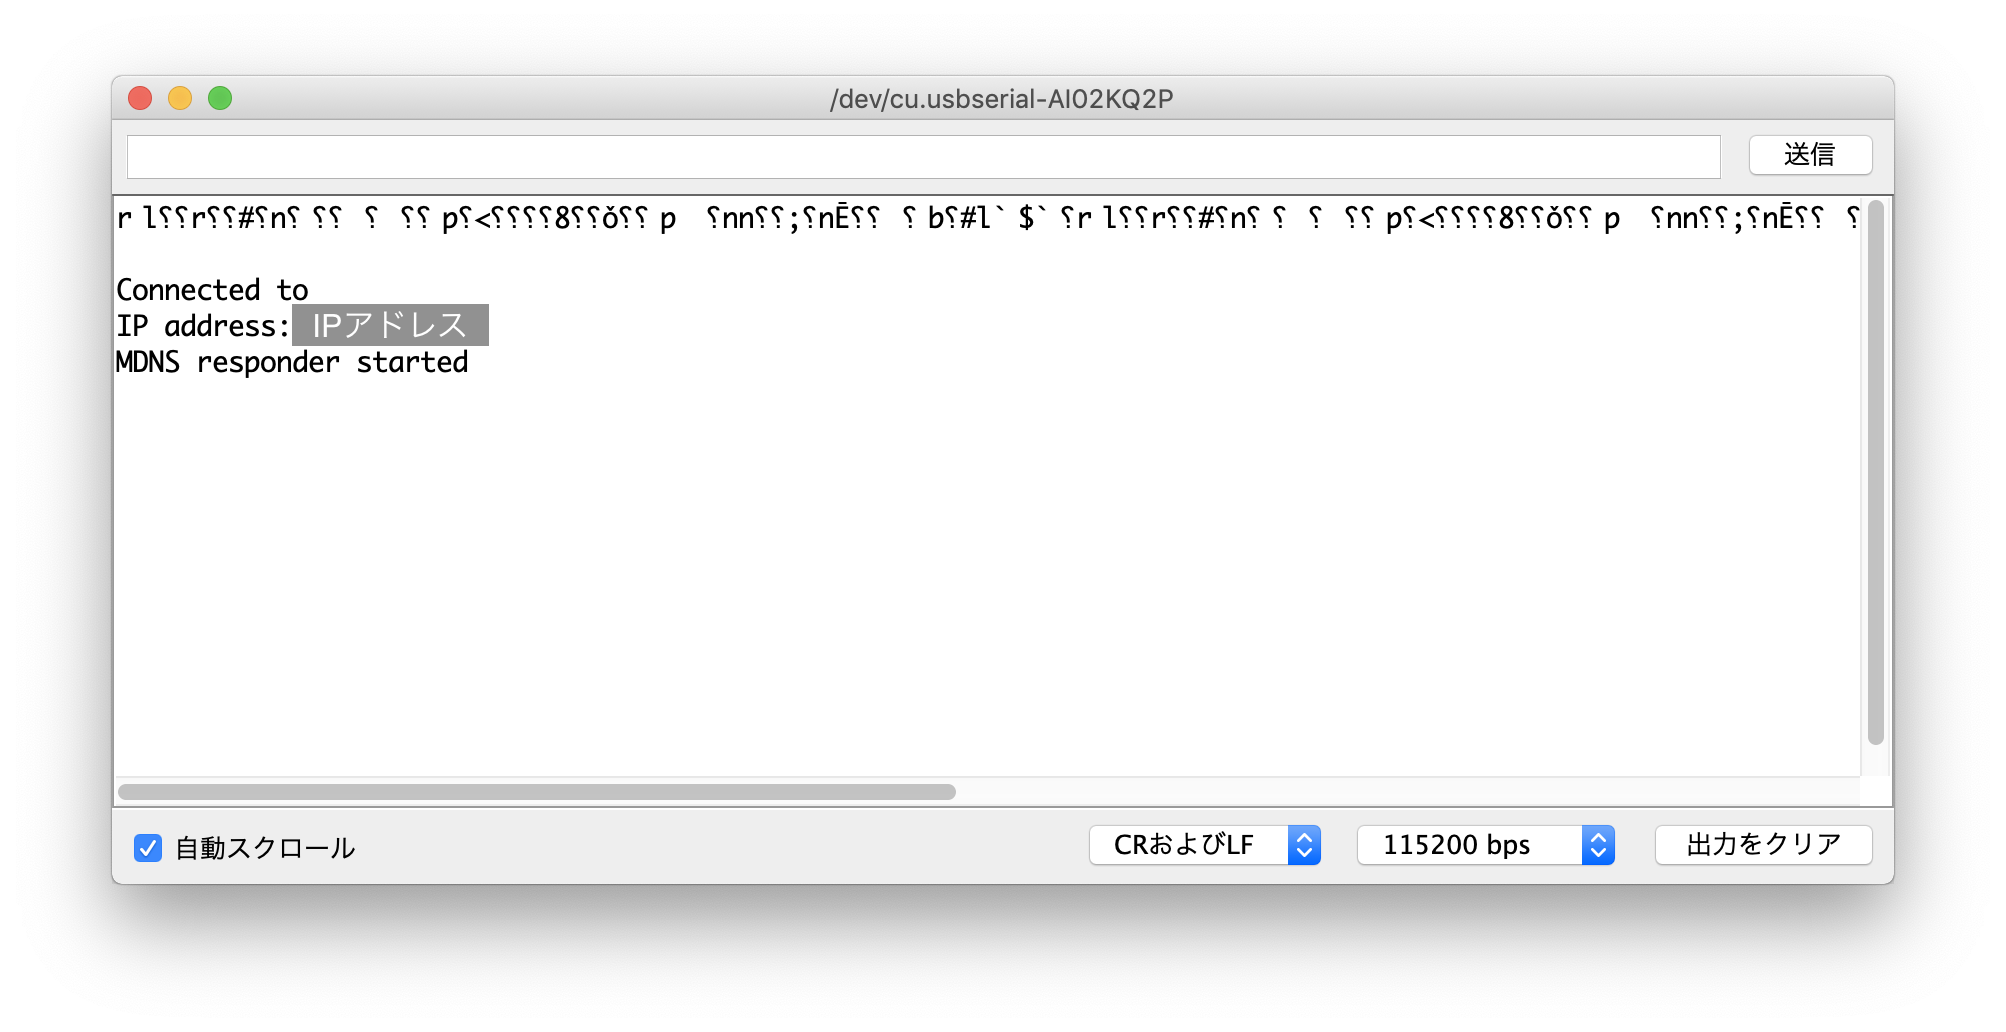 /dev/cu.usbserial-AI02KQ2P
送信
r l⸮⸮r⸮⸮#⸮n⸮ ⸮⸮ ⸮ ⸮⸮ p⸮<⸮⸮⸮⸮8⸮⸮ǒ⸮⸮ p ⸮nn⸮⸮;⸮nĒ⸮⸮ ⸮ b⸮#l` $` ⸮r l⸮⸮r⸮⸮#⸮n⸮ ⸮ ⸮ ⸮⸮ p⸮<⸮⸮⸮⸮8⸮⸮ǒ⸮⸮ p ⸮nn⸮⸮;⸮nĒ⸮⸮ ⸮
Connected to
IP address: IPアドレス
MDNS responder started
自動スクロール CRおよびLF 115200 bps 出力をクリア